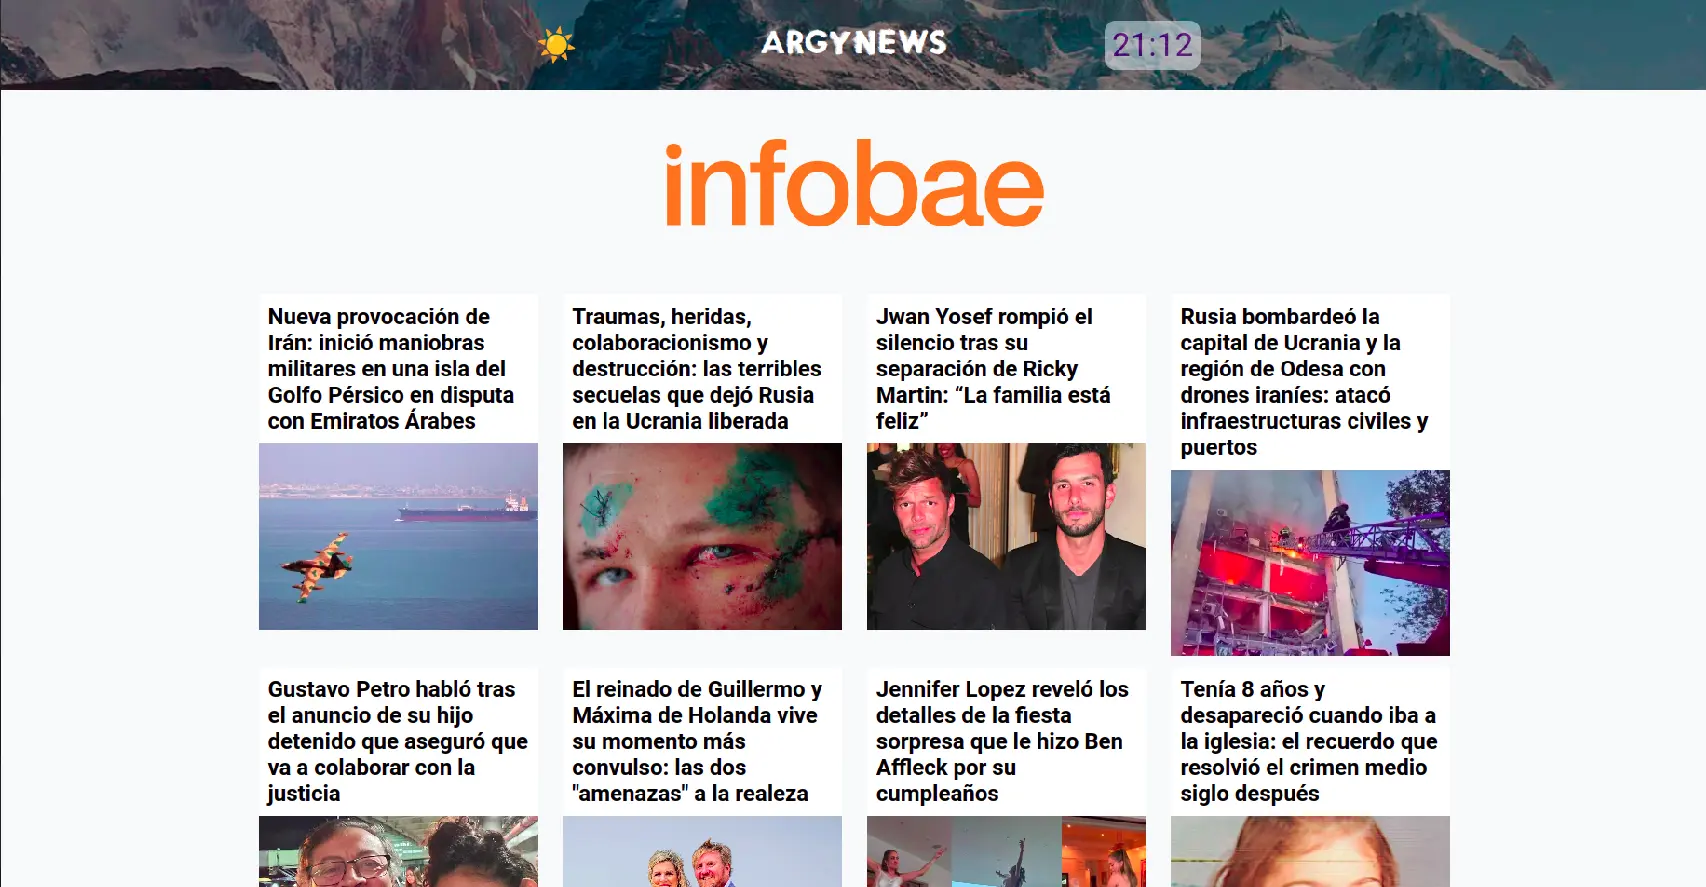 ARGYNEWS
21:12
infobae
Nueva provocación de
Irán: inició maniobras
militares en una isla del
Golfo Pérsico en disputa
con Emiratos Árabes
Traumas, heridas,
colaboracionismo y
destrucción: las terribles
secuelas que dejó Rusia
en la Ucrania liberada
Jwan Yosef rompió el
silencio tras su
separación de Ricky
Martin: “La familia está
feliz”
Rusia bombardeó la
capital de Ucrania y la
región de Odesa con
drones iraníes: atacó
infraestructuras civiles y
puertos
Gustavo Petro habló tras
el anuncio de su hijo
detenido que aseguró que
va a colaborar con la
justicia
El reinado de Guillermo y
Máxima de Holanda vive
su momento más
convulso: las dos
"amenazas" a la realeza
Jennifer Lopez reveló los
detalles de la fiesta
sorpresa que le hizo Ben
Affleck por su
cumpleaños
Tenía 8 años y
desapareció cuando iba a
la iglesia: el recuerdo que
resolvió el crimen medio
siglo después